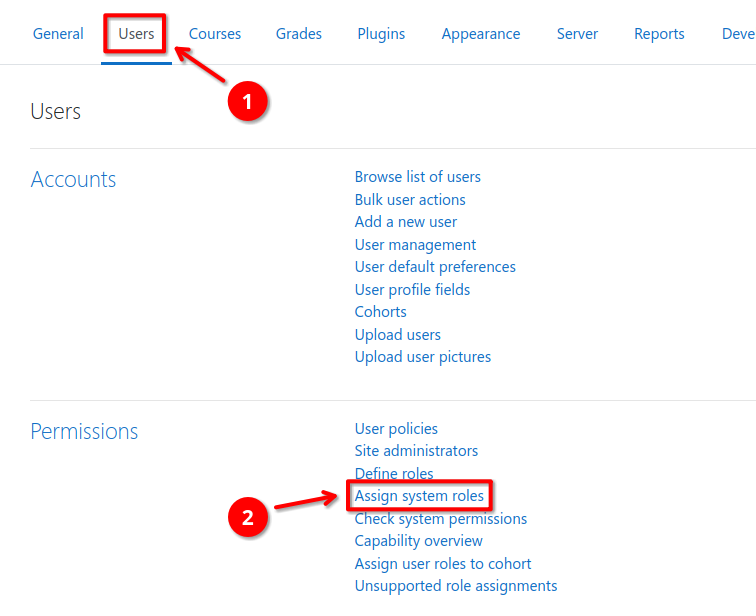 General Users Courses Grades Plugins Appearance Server Reports Deve
1
Users
Accounts
Browse list of users
Bulk user actions
Add a new user
User management
User default preferences
User profile fields
Cohorts
Upload users
Upload user pictures
Permissions
User policies
Site administrators
Define roles
Assign system roles
2
Check system permissions
Capability overview
Assign user roles to cohort
Unsupported role assignments